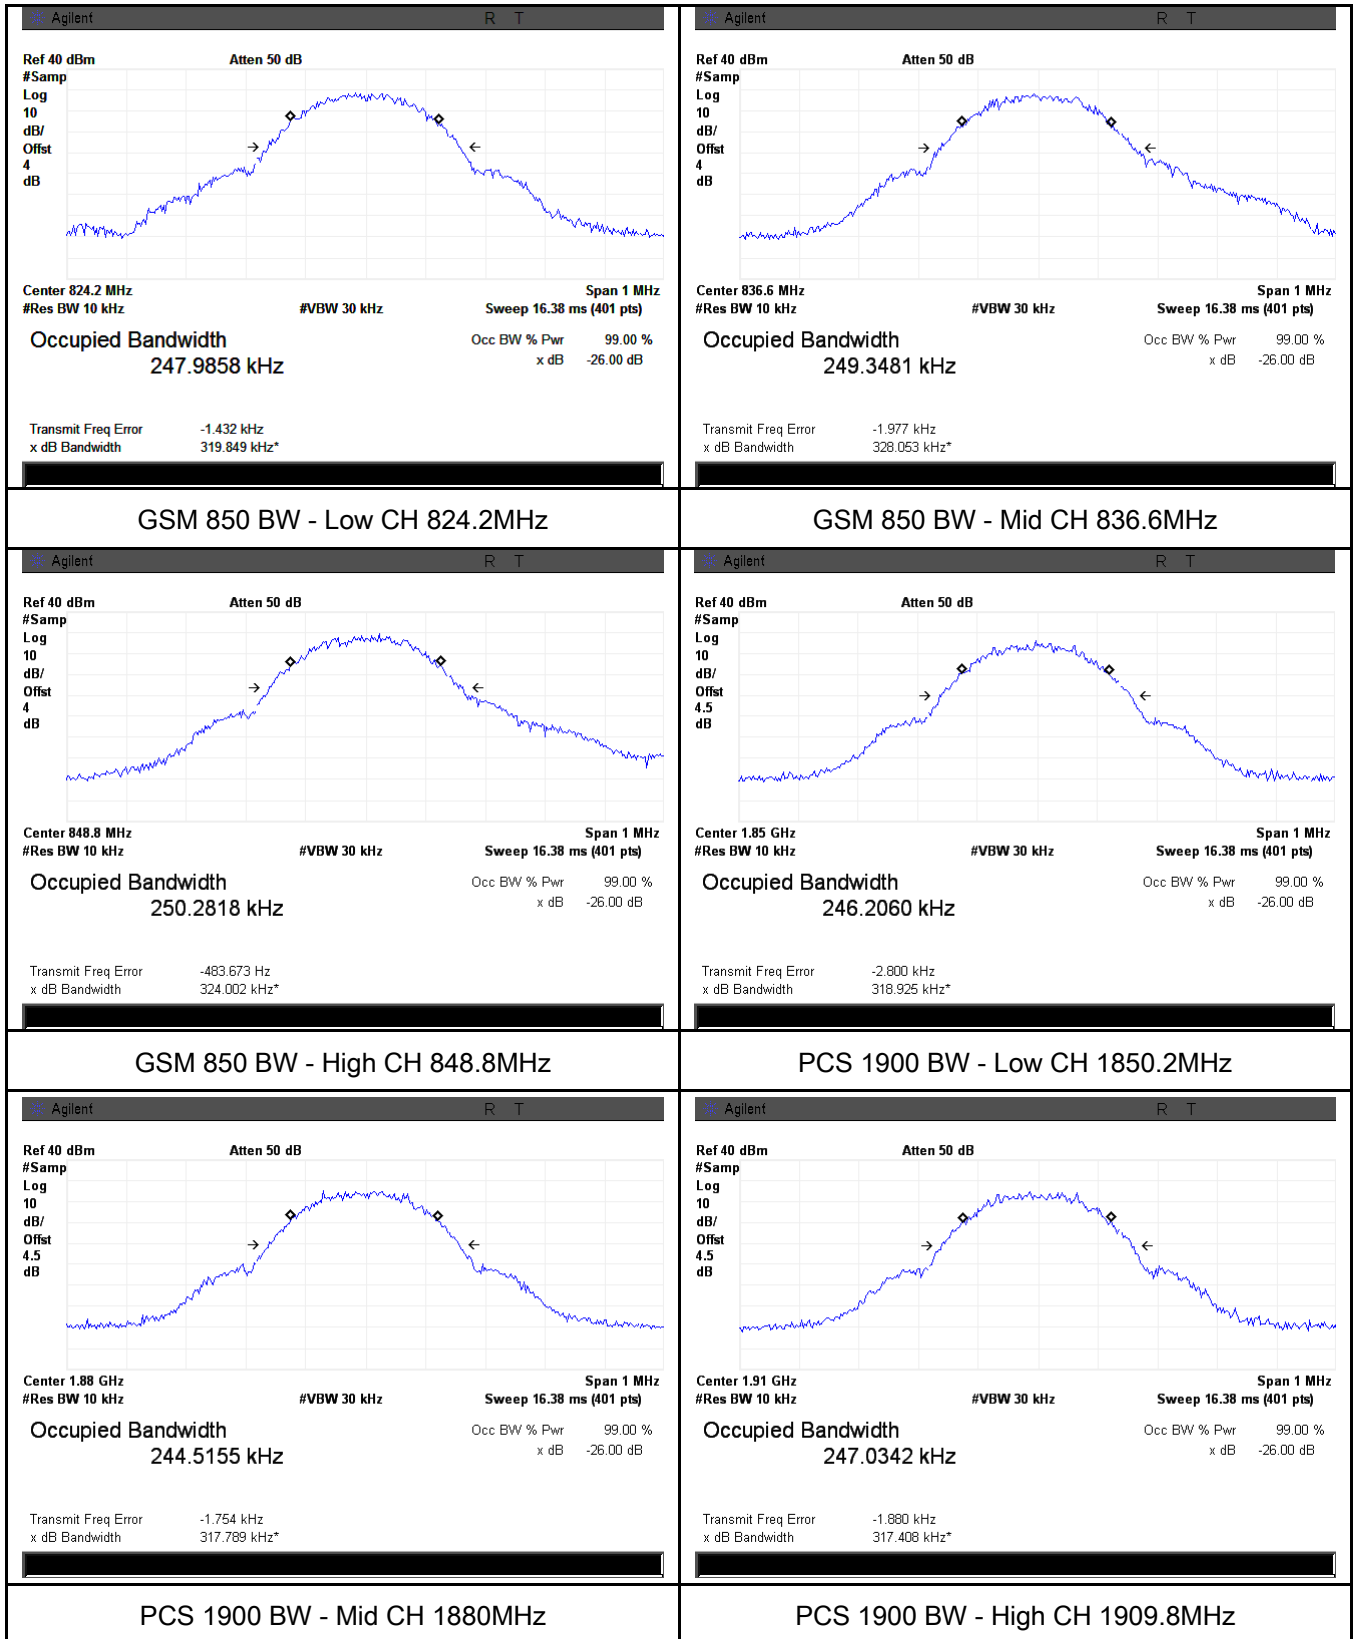 Agilent R T
Ref 40 dBm Atten 50 dB
#Samp
Log
10
dB/
Offst
4
dB
Center 824.2 MHz Span 1 MHz
#Res BW 10 kHz #VBW 30 kHz Sweep 16.38 ms (401 pts)
Occupied Bandwidth Occ BW % Pwr 99.00 %
247.9858 kHz x dB -26.00 dB
Transmit Freq Error -1.432 kHz
x dB Bandwidth 319.849 kHz*
GSM 850 BW - Low CH 824.2MHz
Agilent R T
Ref 40 dBm Atten 50 dB
#Samp
Log
10
dB/
Offst
4
dB
Center 836.6 MHz Span 1 MHz
#Res BW 10 kHz #VBW 30 kHz Sweep 16.38 ms (401 pts)
Occupied Bandwidth Occ BW % Pwr 99.00 %
249.3481 kHz x dB -26.00 dB
Transmit Freq Error -1.977 kHz
x dB Bandwidth 328.053 kHz*
GSM 850 BW - Mid CH 836.6MHz
Agilent R T
Ref 40 dBm Atten 50 dB
#Samp
Log
10
dB/
Offst
4
dB
Center 848.8 MHz Span 1 MHz
#Res BW 10 kHz #VBW 30 kHz Sweep 16.38 ms (401 pts)
Occupied Bandwidth Occ BW % Pwr 99.00 %
250.2818 kHz x dB -26.00 dB
Transmit Freq Error -483.673 Hz
x dB Bandwidth 324.002 kHz*
GSM 850 BW - High CH 848.8MHz
Agilent R T
Ref 40 dBm Atten 50 dB
#Samp
Log
10
dB/
Offst
4.5
dB
Center 1.85 GHz Span 1 MHz
#Res BW 10 kHz #VBW 30 kHz Sweep 16.38 ms (401 pts)
Occupied Bandwidth Occ BW % Pwr 99.00 %
246.2060 kHz x dB -26.00 dB
Transmit Freq Error -2.800 kHz
x dB Bandwidth 318.925 kHz*
PCS 1900 BW - Low CH 1850.2MHz
Agilent R T
Ref 40 dBm Atten 50 dB
#Samp
Log
10
dB/
Offst
4.5
dB
Center 1.88 GHz Span 1 MHz
#Res BW 10 kHz #VBW 30 kHz Sweep 16.38 ms (401 pts)
Occupied Bandwidth Occ BW % Pwr 99.00 %
244.5155 kHz x dB -26.00 dB
Transmit Freq Error -1.754 kHz
x dB Bandwidth 317.789 kHz*
PCS 1900 BW - Mid CH 1880MHz
Agilent R T
Ref 40 dBm Atten 50 dB
#Samp
Log
10
dB/
Offst
4.5
dB
Center 1.91 GHz Span 1 MHz
#Res BW 10 kHz #VBW 30 kHz Sweep 16.38 ms (401 pts)
Occupied Bandwidth Occ BW % Pwr 99.00 %
247.0342 kHz x dB -26.00 dB
Transmit Freq Error -1.880 kHz
x dB Bandwidth 317.408 kHz*
PCS 1900 BW - High CH 1909.8MHz